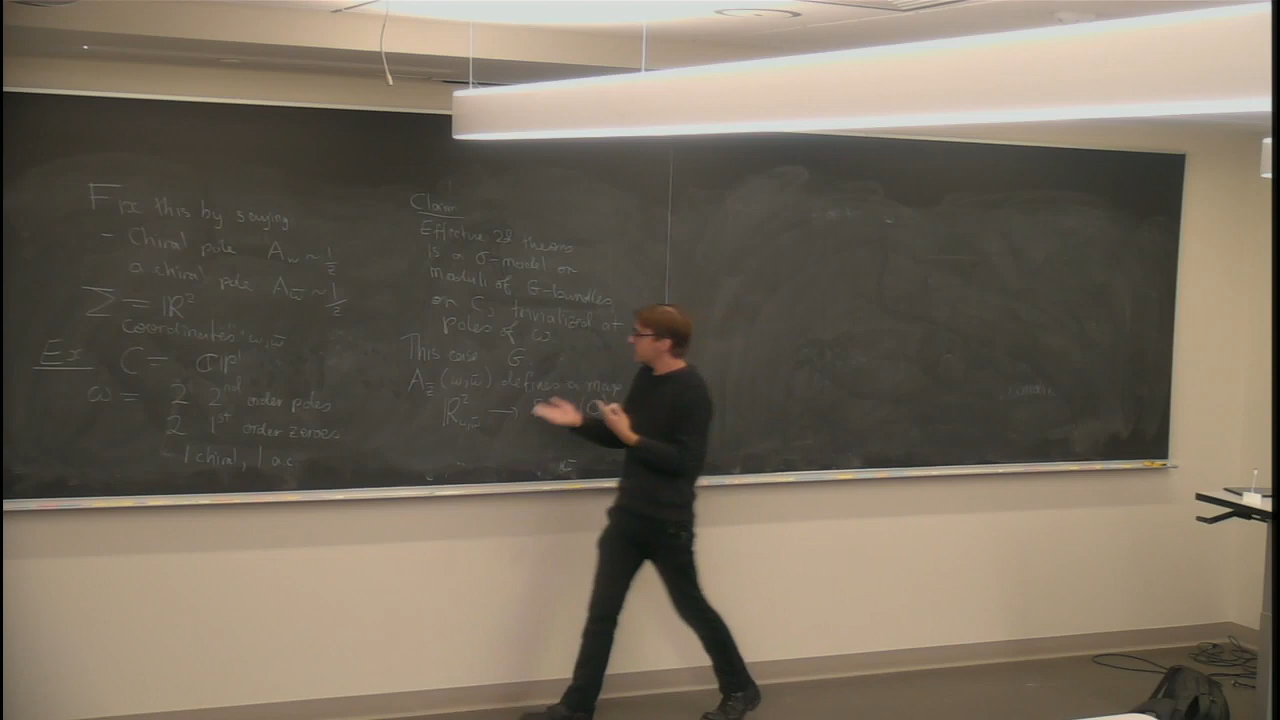 Fix this by saying
- Chiral pole A_w ~ 1/z
a chiral pole A_w̄ ~ 1/z
Σ = ℝ²
coordinates w, w̄
Ex C = ℂP¹
ω = 2 2nd order poles
2 1st order zeroes
- 1 chiral, 1 ac
Claim
Effective 2d theory
is a σ-model on
moduli of G-bundles
on C, trivialized at
poles of ω
This case G.
A_z̄ (w, w̄) defines a map
ℝ²_w,w̄ →